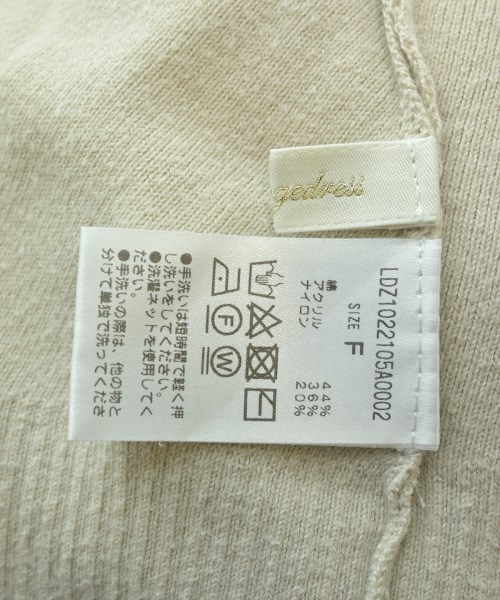 gedress
LDZ1022105A0002
SIZE F
綿 44%
アクリル 36%
ナイロン 20%
●手洗いは短時間で軽く押
し洗いをしてください。
●洗濯ネットを使用してく
ださい。
●手洗いの際は、他の物と
分けて単独で洗ってくださ